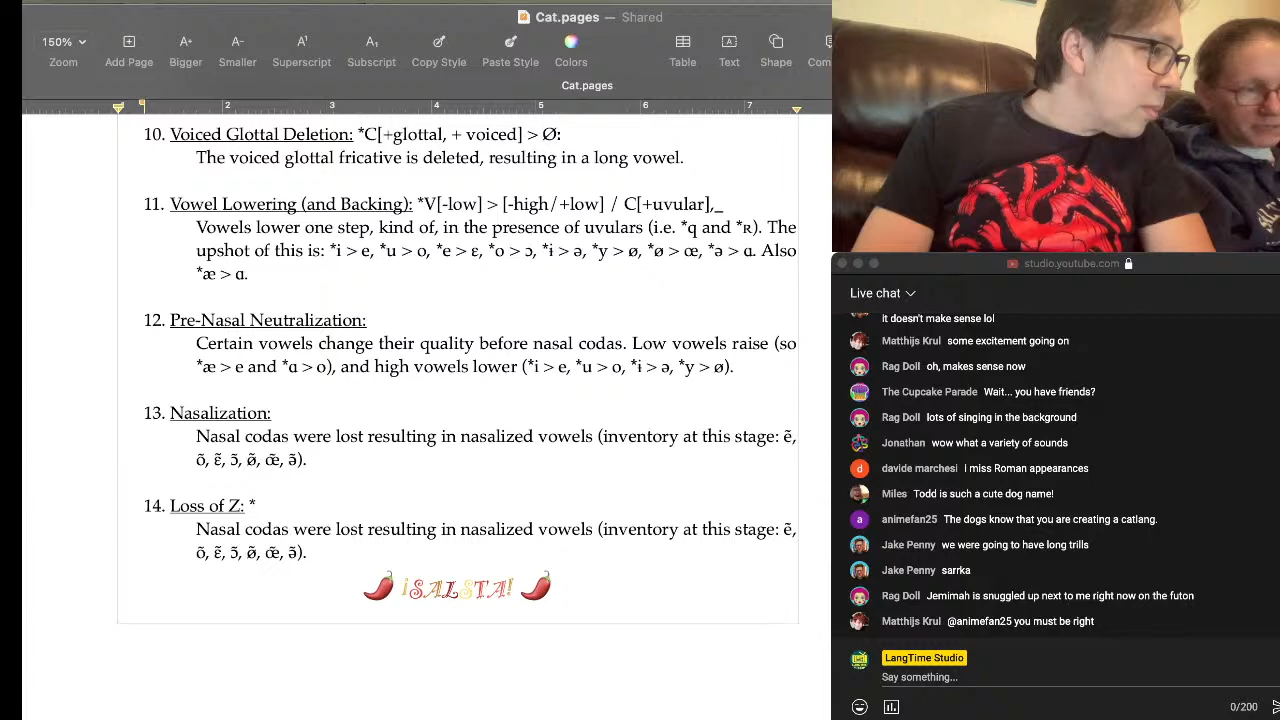 Cat.pages — Shared
150%
Zoom
Add Page
Bigger
Smaller
Superscript
Subscript
Copy Style
Paste Style
Colors
Table
Text
Shape
Cat.pages
2 3 4 5 6 7
10. Voiced Glottal Deletion: *C[+glottal, + voiced] > Ø:
The voiced glottal fricative is deleted, resulting in a long vowel.
11. Vowel Lowering (and Backing): *V[-low] > [-high/+low] / C[+uvular],_
Vowels lower one step, kind of, in the presence of uvulars (i.e. *q and *ʀ). The
upshot of this is: *i > e, *u > o, *e > ɛ, *o > ɔ, *ɨ > ə, *y > ø, *ø > œ, *ə > ɑ. Also
*æ > ɑ.
12. Pre-Nasal Neutralization:
Certain vowels change their quality before nasal codas. Low vowels raise (so
*æ > e and *ɑ > o), and high vowels lower (*i > e, *u > o, *ɨ > ə, *y > ø).
13. Nasalization:
Nasal codas were lost resulting in nasalized vowels (inventory at this stage: ẽ,
õ, ɛ̃, ɔ̃, ø̃, œ̃, ə̃).
14. Loss of Z: *
Nasal codas were lost resulting in nasalized vowels (inventory at this stage: ẽ,
õ, ɛ̃, ɔ̃, ø̃, œ̃, ə̃).
¡SALSTA!
studio.youtube.com
Live chat
It doesn't make sense lol
Matthijs Krul some excitement going on
Rag Doll oh, makes sense now
The Cupcake Parade Wait... you have friends?
Rag Doll lots of singing in the background
Jonathan wow what a variety of sounds
davide marchesi I miss Roman appearances
Miles Todd is such a cute dog name!
animefan25 The dogs know that you are creating a catlang.
Jake Penny we were going to have long trills
Jake Penny sarrka
Rag Doll Jemimah is snuggled up next to me right now on the futon
Matthijs Krul @animefan25 you must be right
LangTime Studio
Say something...
0/200